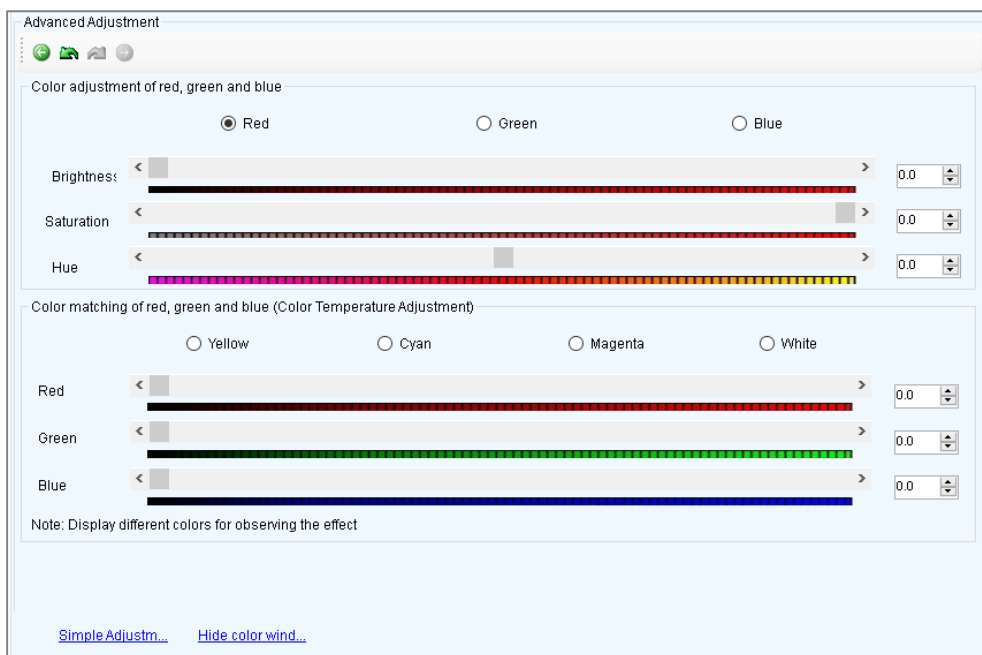 Advanced Adjustment
Color adjustment of red, green and blue
Red Green Blue
Brightness 0.0
Saturation 0.0
Hue 0.0
Color matching of red, green and blue (Color Temperature Adjustment)
Yellow Cyan Magenta White
Red 0.0
Green 0.0
Blue 0.0
Note: Display different colors for observing the effect
Simple Adjustm... Hide color wind...